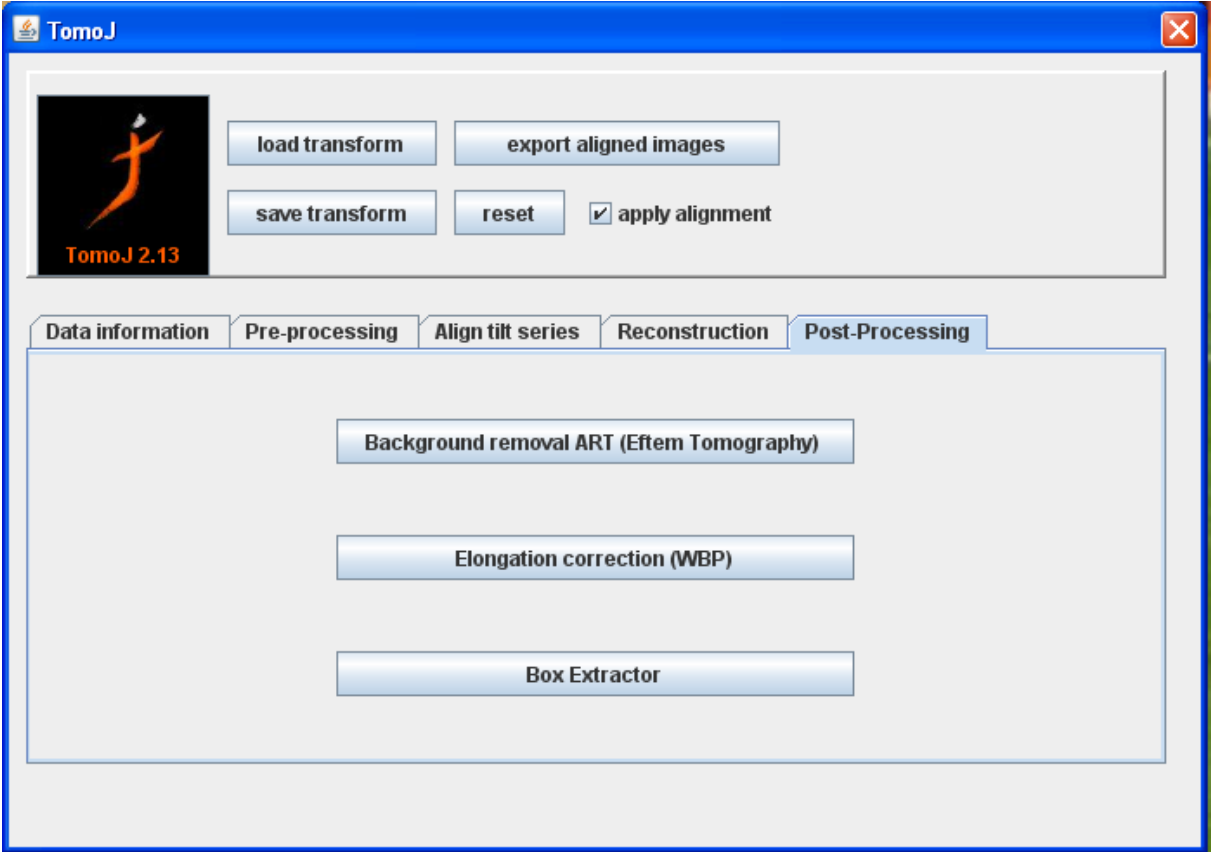 TomoJ
load transform export aligned images
save transform reset apply alignment
TomoJ 2.13
Data information Pre-processing Align tilt series Reconstruction Post-Processing
Background removal ART (Eftem Tomography)
Elongation correction (WBP)
Box Extractor